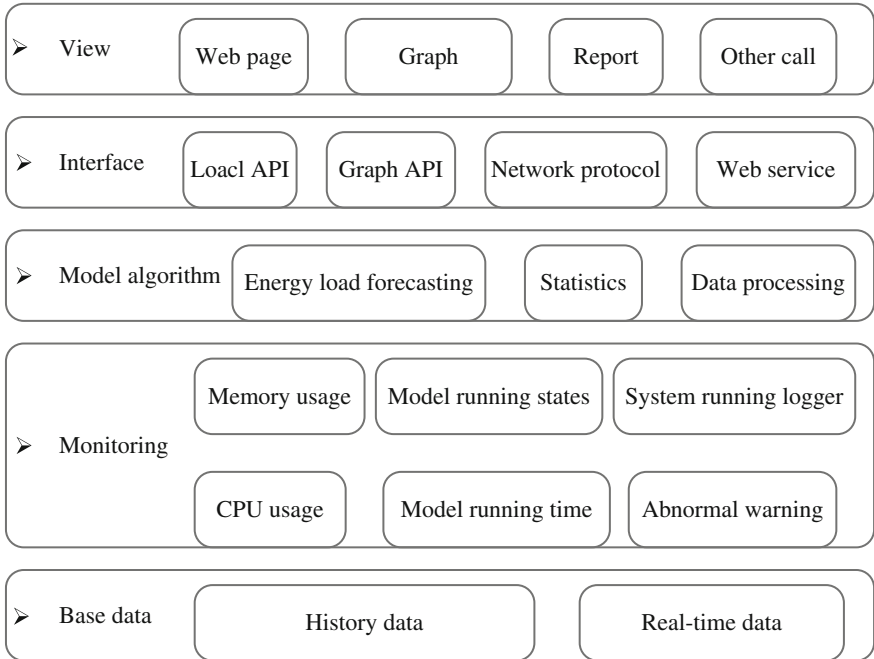 ➢ View Web page Graph Report Other call
➢ Interface Loacl API Graph API Network protocol Web service
➢ Model algorithm Energy load forecasting Statistics Data processing
Memory usage Model running states System running logger
➢ Monitoring
CPU usage Model running time Abnormal warning
➢ Base data History data Real-time data